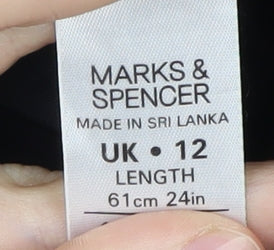 MARKS &
SPENCER
MADE IN SRI LANKA
UK • 12
LENGTH
61cm 24in